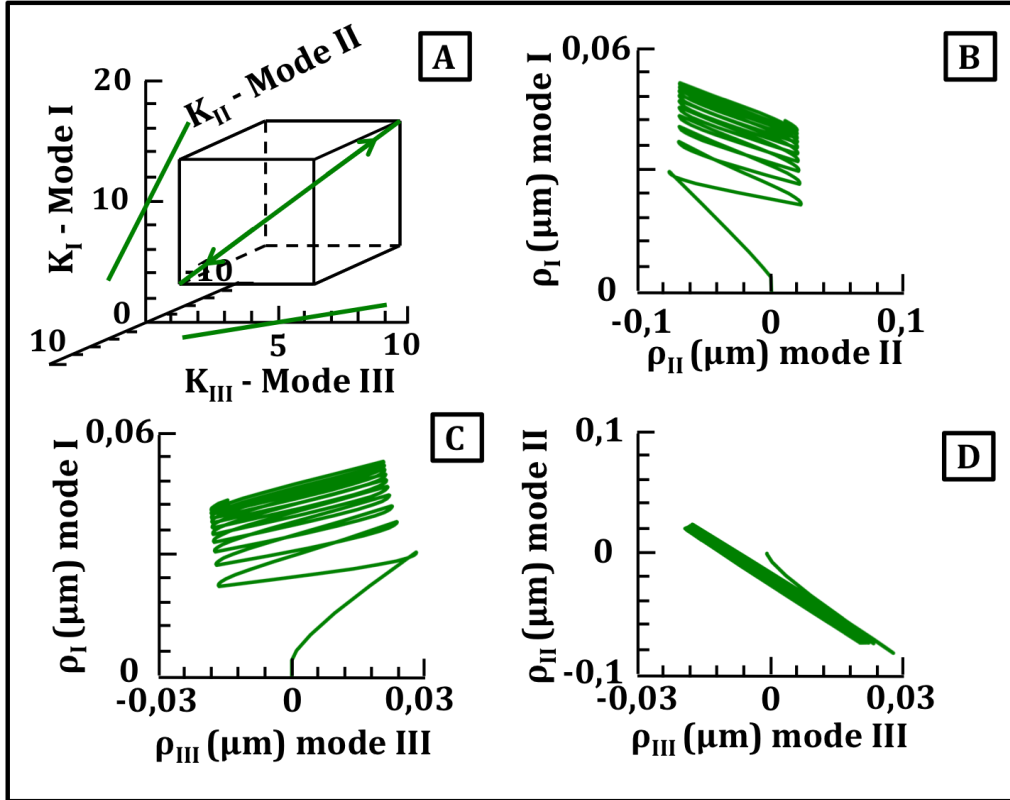 A
20
10
0
K_I - Mode I
K_II - Mode II
-10
10
5
10
K_III - Mode III
B
0,06
0
ρ_I (μm) mode I
-0,1
0
0,1
ρ_II (μm) mode II
C
0,06
0
ρ_I (μm) mode I
-0,03
0
0,03
ρ_III (μm) mode III
D
0,1
0
-0,1
ρ_II (μm) mode II
-0,03
0
0,03
ρ_III (μm) mode III